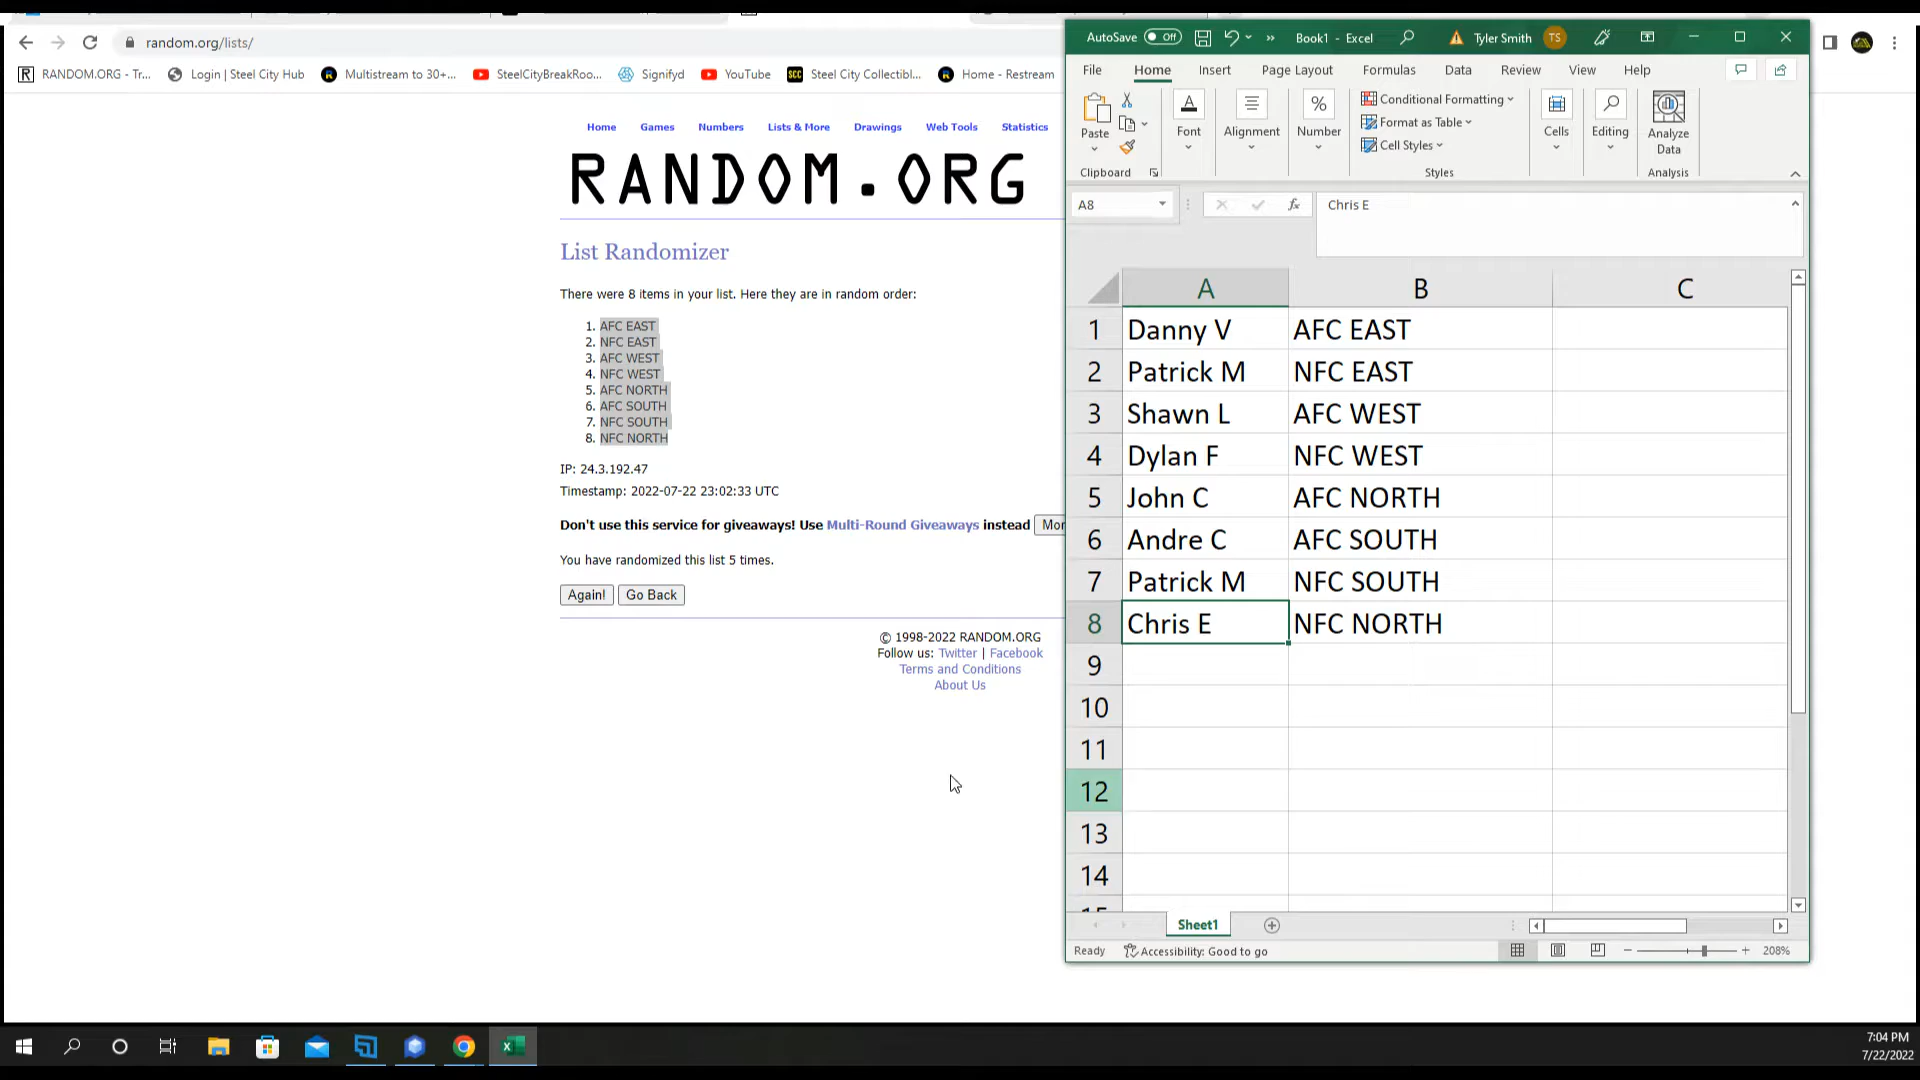 random.org/lists/
RANDOM.ORG - Tr...
Login | Steel City Hub
Multistream to 30+...
SteelCityBreakRoo...
Signifyd
YouTube
Steel City Collectibl...
Home - Restream
Home Games Numbers Lists & More Drawings Web Tools Statistics
RANDOM.ORG
List Randomizer
There were 8 items in your list. Here they are in random order:
1. AFC EAST
2. NFC EAST
3. AFC WEST
4. NFC WEST
5. AFC NORTH
6. AFC SOUTH
7. NFC SOUTH
8. NFC NORTH
IP: 24.3.192.47
Timestamp: 2022-07-22 23:02:33 UTC
Don't use this service for giveaways! Use Multi-Round Giveaways instead Mor
You have randomized this list 5 times.
Again! Go Back
© 1998-2022 RANDOM.ORG
Follow us: Twitter | Facebook
Terms and Conditions
About Us
AutoSave Off Book1 - Excel Tyler Smith TS
File Home Insert Page Layout Formulas Data Review View Help
Paste
Font
Alignment
Number
Conditional Formatting
Format as Table
Cell Styles
Cells
Editing
Analyze
Data
Clipboard Styles Analysis
A8 fx Chris E
A B C
1 Danny V AFC EAST
2 Patrick M NFC EAST
3 Shawn L AFC WEST
4 Dylan F NFC WEST
5 John C AFC NORTH
6 Andre C AFC SOUTH
7 Patrick M NFC SOUTH
8 Chris E NFC NORTH
9
10
11
12
13
14
15
Sheet1
Ready Accessibility: Good to go 208%
7:04 PM
7/22/2022